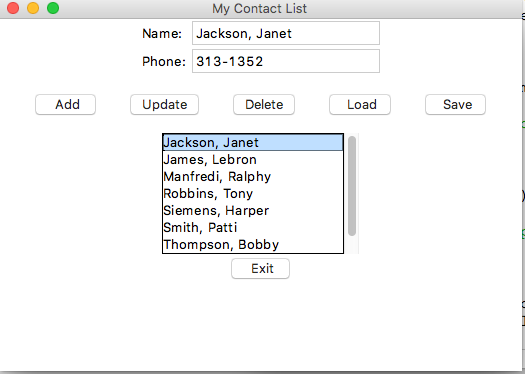 My Contact List
Name: Jackson, Janet
Phone: 313-1352
Add Update Delete Load Save
Jackson, Janet
James, Lebron
Manfredi, Ralphy
Robbins, Tony
Siemens, Harper
Smith, Patti
Thompson, Bobby
Exit